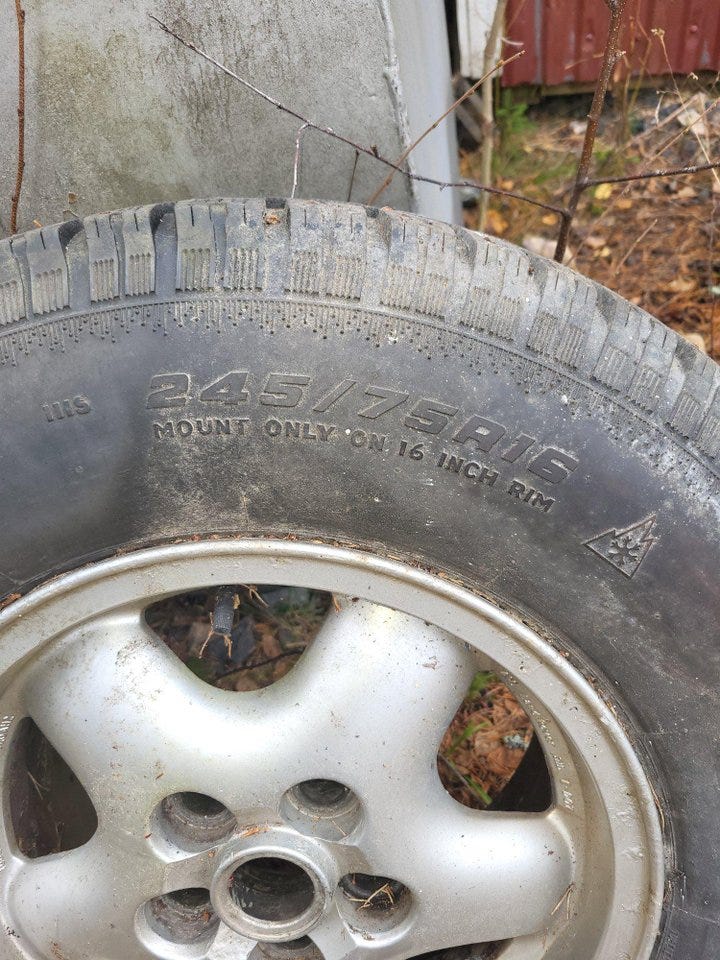 111S
245/75R16
MOUNT ONLY ON 16 INCH RIM